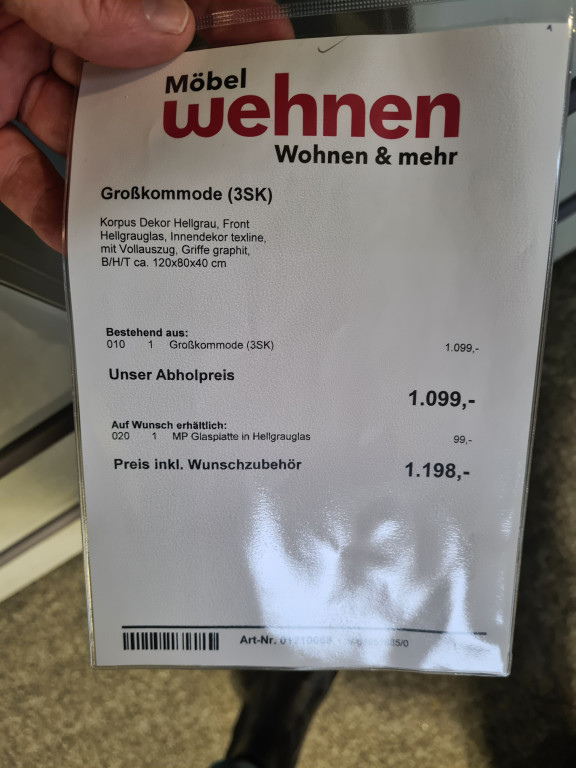 Möbel
wehnen
Wohnen & mehr
Großkommode (3SK)
Korpus Dekor Hellgrau, Front
Hellgrauglas, Innendekor texline,
mit Vollauszug, Griffe graphit,
B/H/T ca. 120x80x40 cm
Bestehend aus:
010 1 Großkommode (3SK) 1.099,-
Unser Abholpreis
1.099,-
Auf Wunsch erhältlich:
020 1 MP Glasplatte in Hellgrauglas 99,-
Preis inkl. Wunschzubehör 1.198,-
Art-Nr.